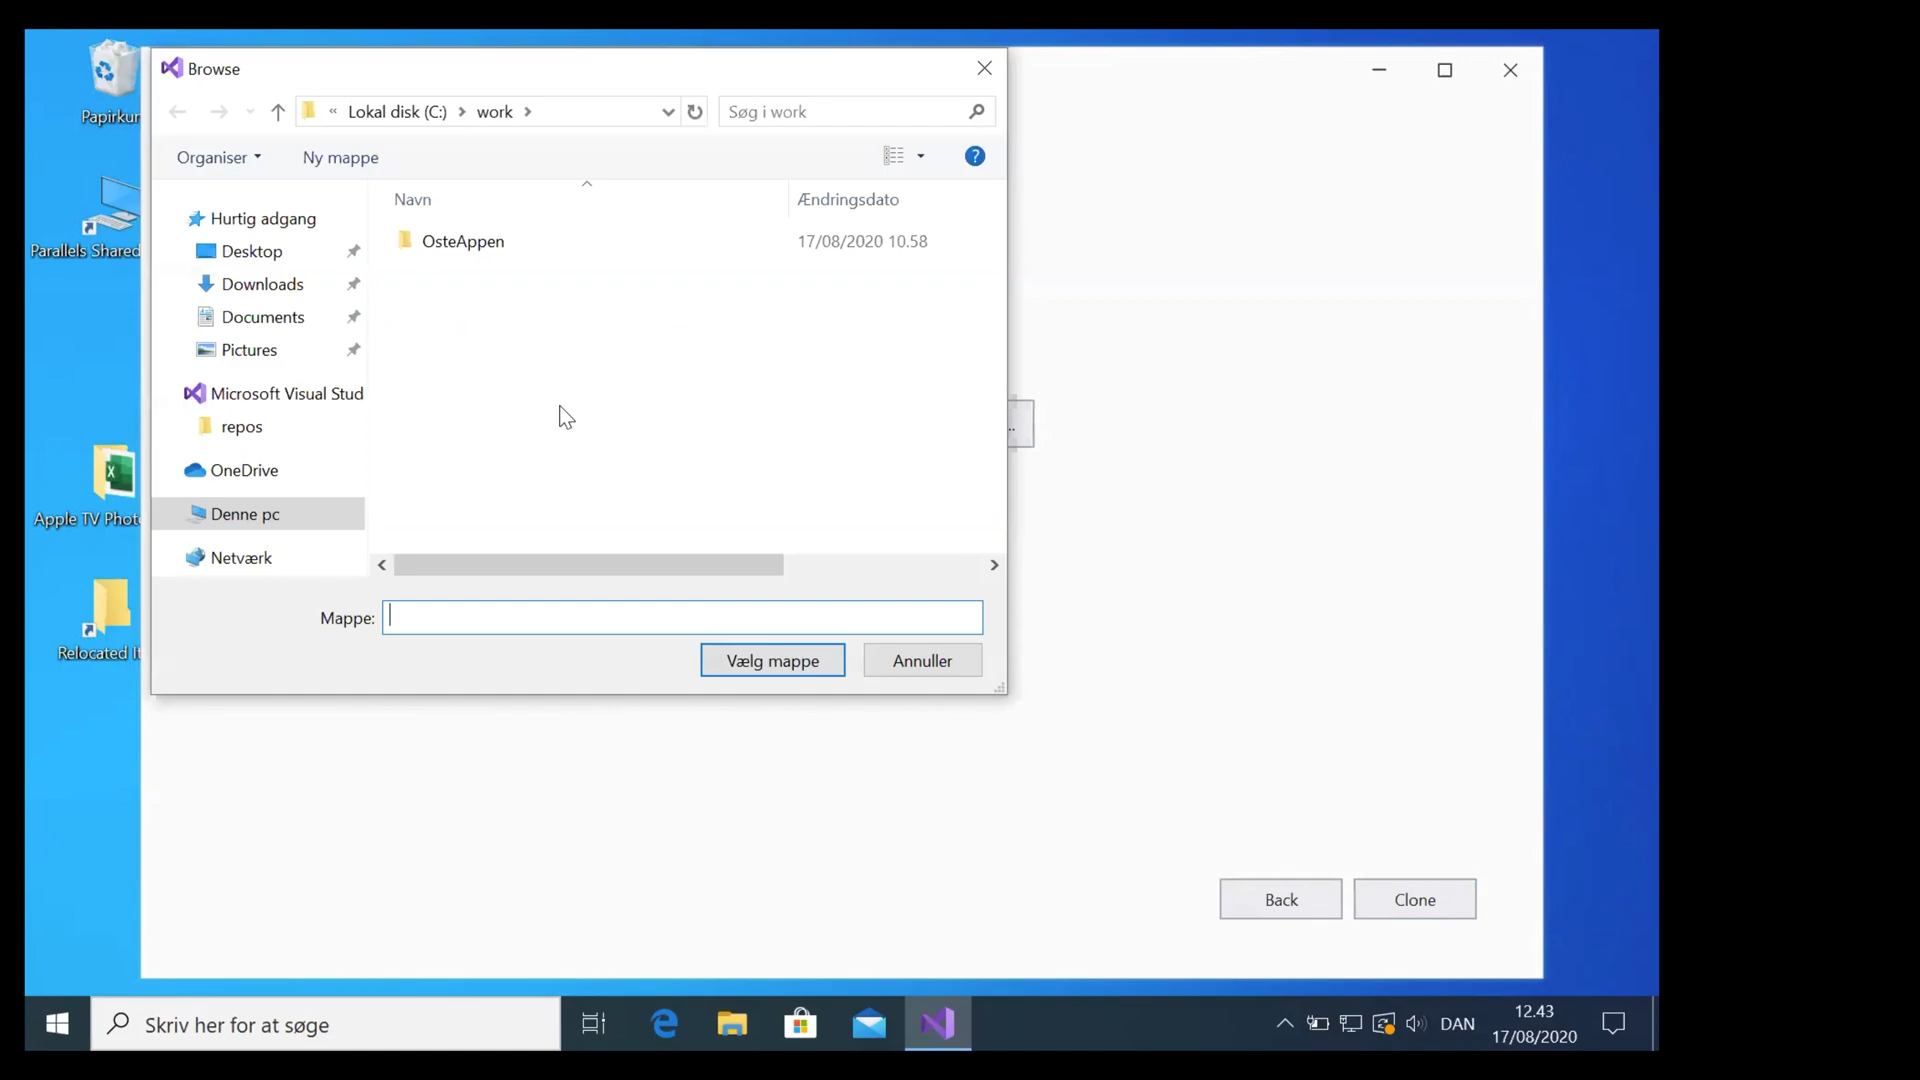 Papirkur
Parallels Shared
Apple TV Phot
Relocated It
Browse
« Lokal disk (C:) > work >
Søg i work
Organiser
Ny mappe
?
Navn
Ændringsdato
OsteAppen
17/08/2020 10.58
Hurtig adgang
Desktop
Downloads
Documents
Pictures
Microsoft Visual Stud
repos
OneDrive
Denne pc
Netværk
Mappe:
Vælg mappe
Annuller
..
Back
Clone
Skriv her for at søge
DAN
12.43
17/08/2020